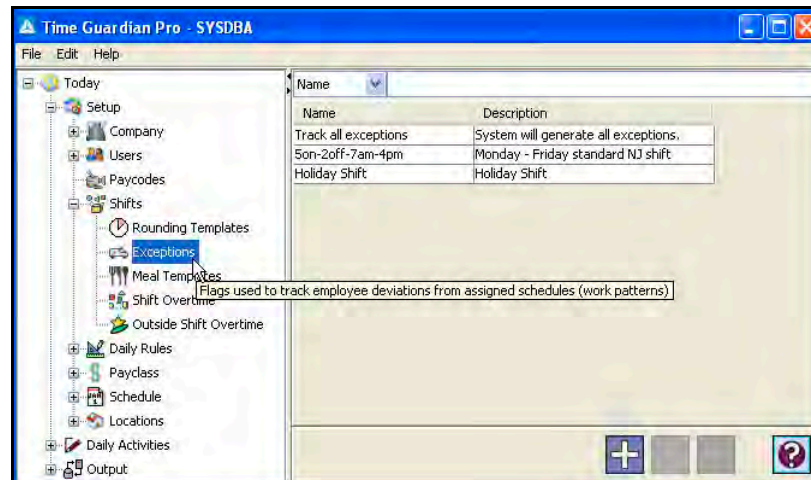 Time Guardian Pro - SYSDBA
File Edit Help
Today
Setup
Company
Users
Paycodes
Shifts
Rounding Templates
Exceptions
Meal Templates
Shift Overtime
Outside Shift Overtime
Daily Rules
Payclass
Schedule
Locations
Daily Activities
Output
Name
Name Description
Track all exceptions System will generate all exceptions.
5on-2off-7am-4pm Monday - Friday standard NJ shift
Holiday Shift Holiday Shift
Flags used to track employee deviations from assigned schedules (work patterns)